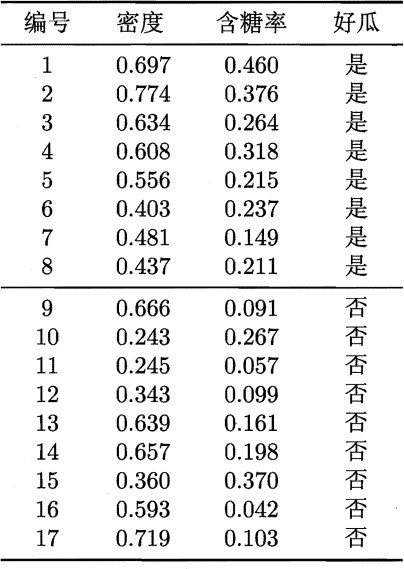 编号 密度 含糖率 好瓜
1 0.697 0.460 是
2 0.774 0.376 是
3 0.634 0.264 是
4 0.608 0.318 是
5 0.556 0.215 是
6 0.403 0.237 是
7 0.481 0.149 是
8 0.437 0.211 是
9 0.666 0.091 否
10 0.243 0.267 否
11 0.245 0.057 否
12 0.343 0.099 否
13 0.639 0.161 否
14 0.657 0.198 否
15 0.360 0.370 否
16 0.593 0.042 否
17 0.719 0.103 否